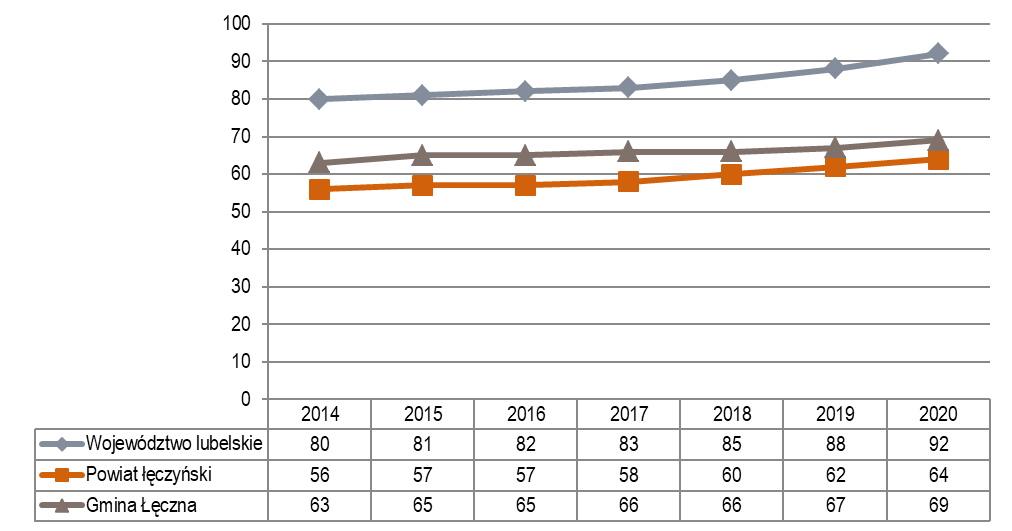 100
90
80
70
60
50
40
30
20
10
0
2014 2015 2016 2017 2018 2019 2020
Województwo lubelskie 80 81 82 83 85 88 92
Powiat łęczyński 56 57 57 58 60 62 64
Gmina Łęczna 63 65 65 66 66 67 69